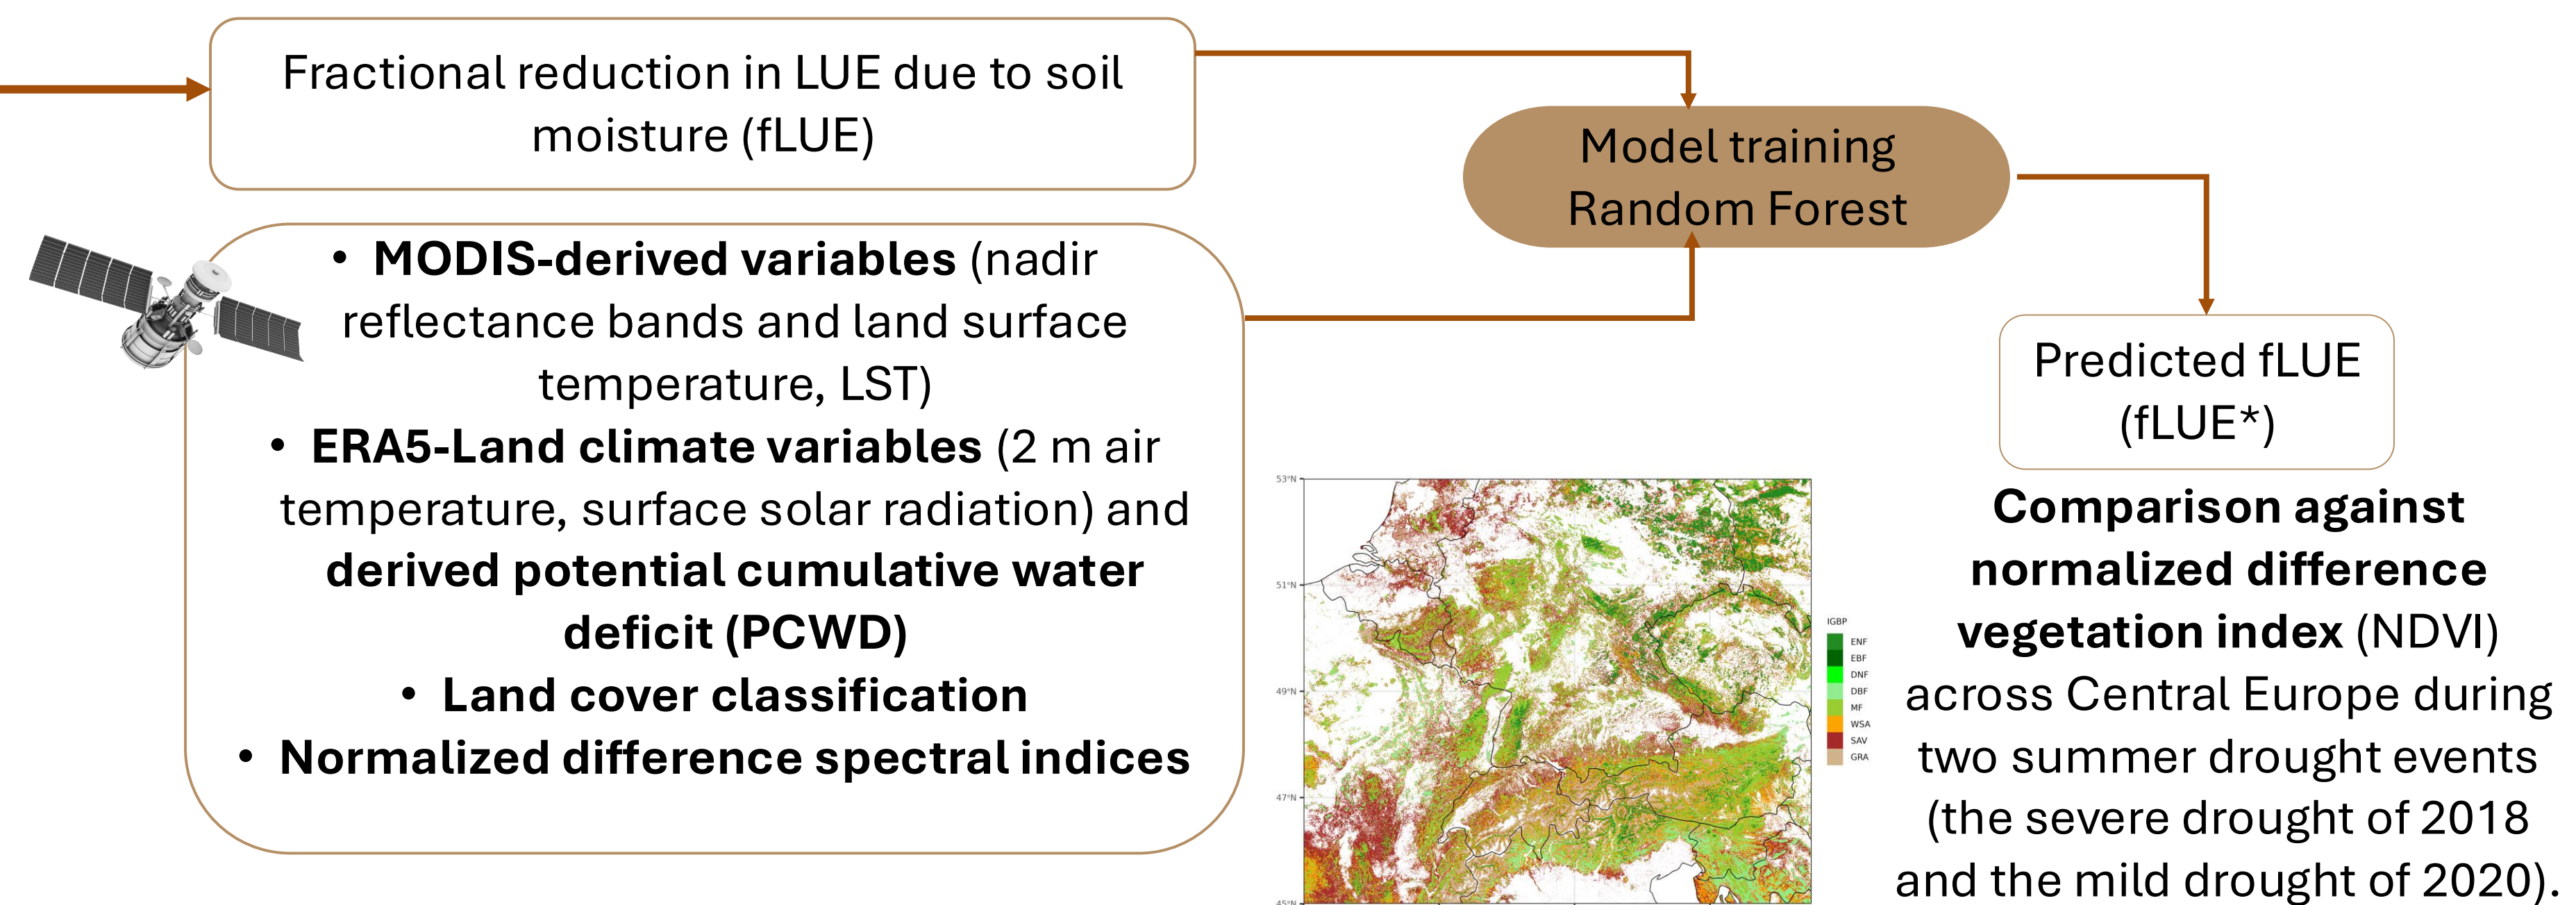 Fractional reduction in LUE due to soil
moisture (fLUE)
Model training
Random Forest
• MODIS-derived variables (nadir
reflectance bands and land surface
temperature, LST)
• ERA5-Land climate variables (2 m air
temperature, surface solar radiation) and
derived potential cumulative water
deficit (PCWD)
• Land cover classification
• Normalized difference spectral indices
Predicted fLUE
(fLUE*)
53°N
51°N
49°N
47°N
45°N
IGBP
ENF
EBF
DNF
DBF
MF
WSA
SAV
GRA
Comparison against
normalized difference
vegetation index (NDVI)
across Central Europe during
two summer drought events
(the severe drought of 2018
and the mild drought of 2020).